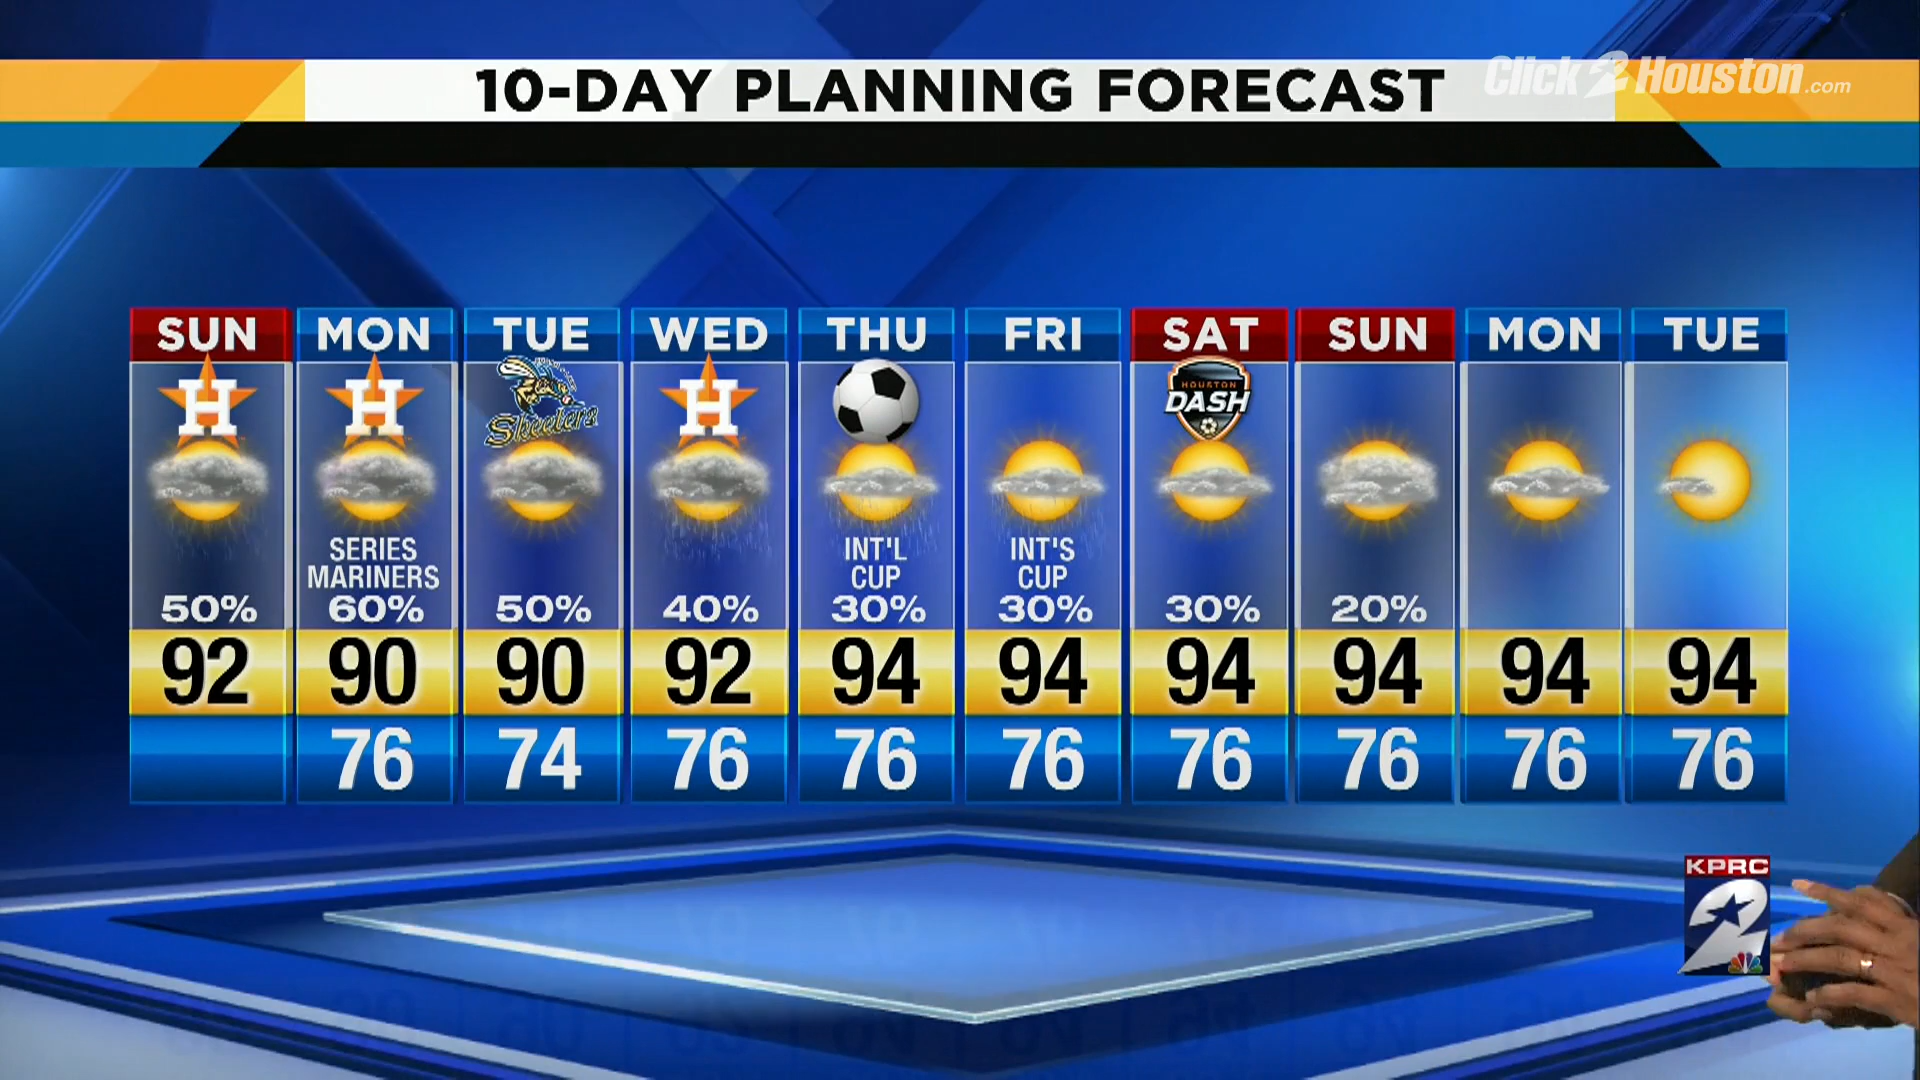 10-DAY PLANNING FORECAST
Click2Houston.com
SUN MON TUE WED THU FRI SAT SUN MON TUE
H H Skeeters H HOUSTON DASH
SERIES MARINERS INT'L CUP INT'S CUP
50% 60% 50% 40% 30% 30% 30% 20%
92 90 90 92 94 94 94 94 94 94
76 74 76 76 76 76 76 76 76
KPRC
2